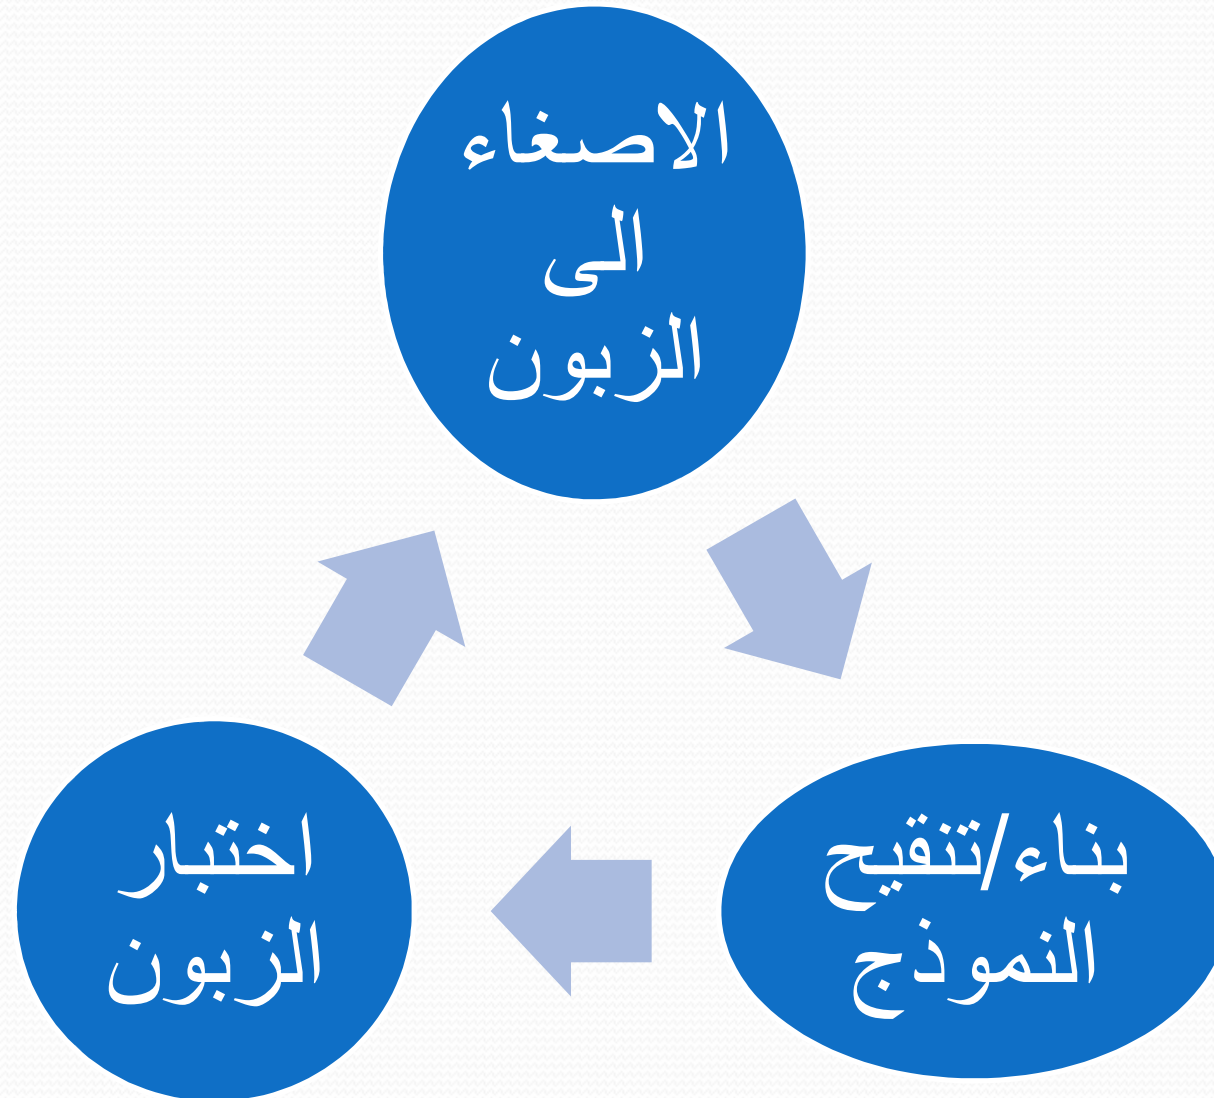 الاصغاء
الى
الزبون
بناء/تنقيح
النموذج
اختبار
الزبون